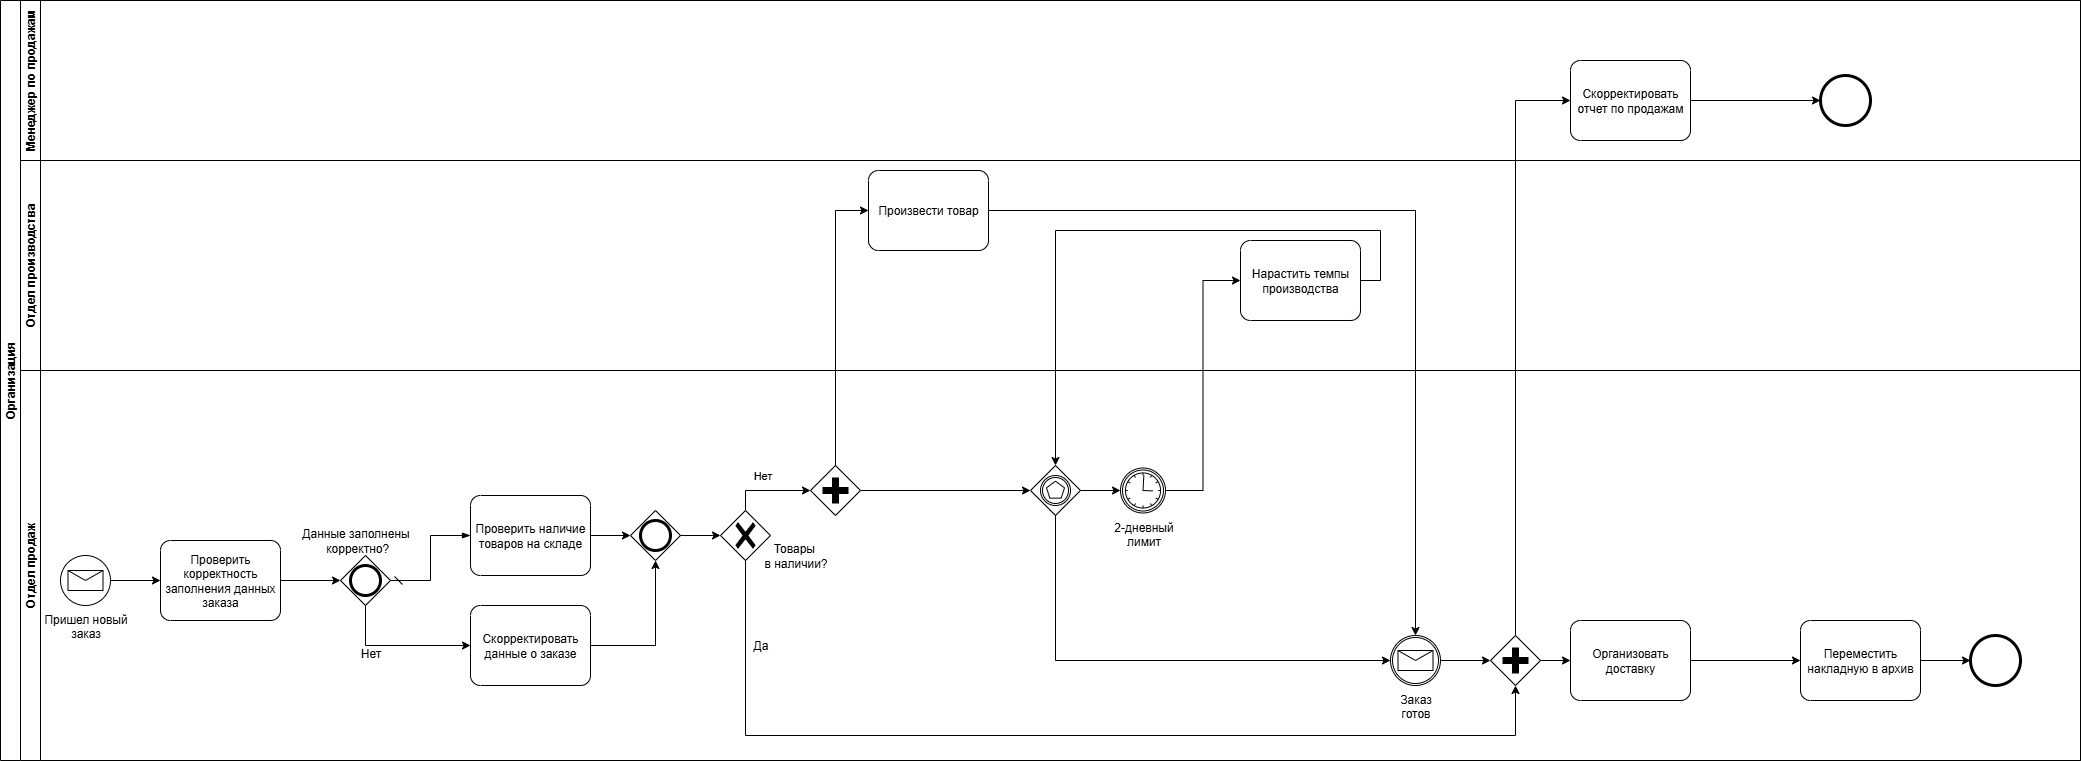 Организация
Менеджер по продажам
Скорректировать
отчет по продажам
Отдел производства
Произвести товар
Нарастить темпы
производства
Отдел продаж
Пришел новый
заказ
Проверить
корректность
заполнения данных
заказа
Данные заполнены
корректно?
Нет
Проверить наличие
товаров на складе
Скорректировать
данные о заказе
Товары
в наличии?
Нет
Да
2-дневный
лимит
Заказ
готов
Организовать
доставку
Переместить
накладную в архив